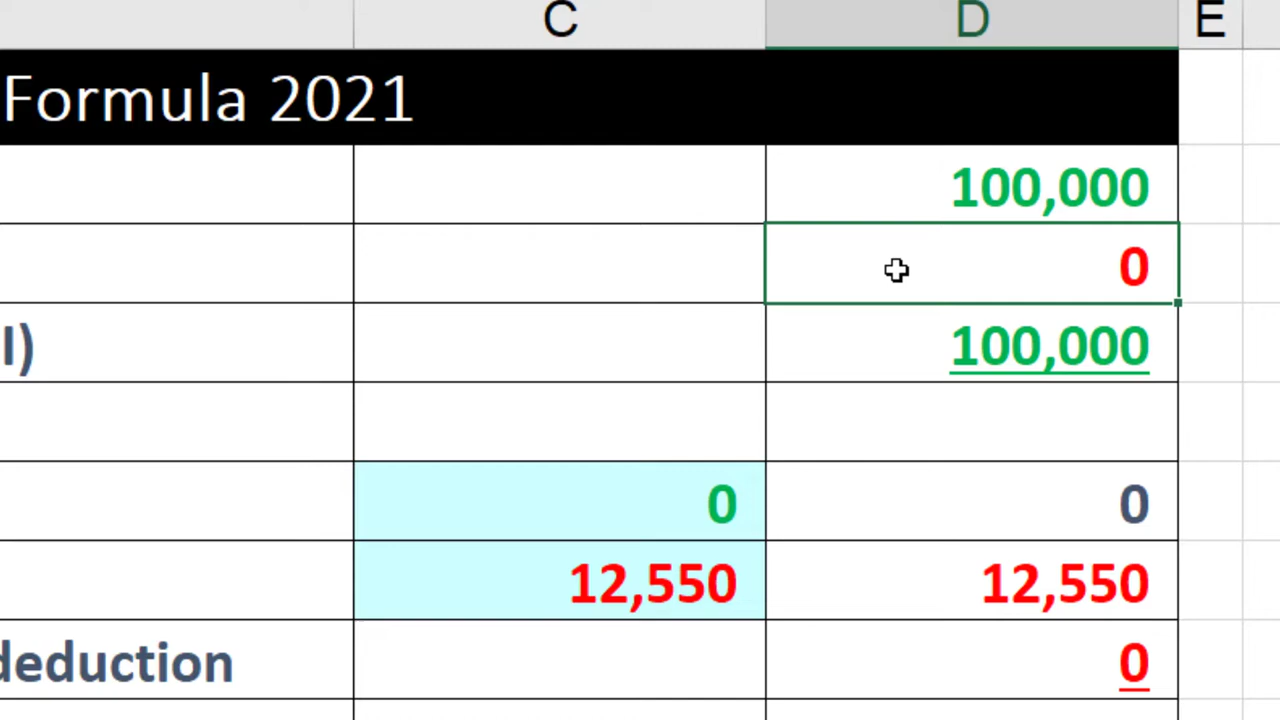 C D E
Formula 2021
100,000
0
I) 100,000
0 0
12,550 12,550
deduction 0